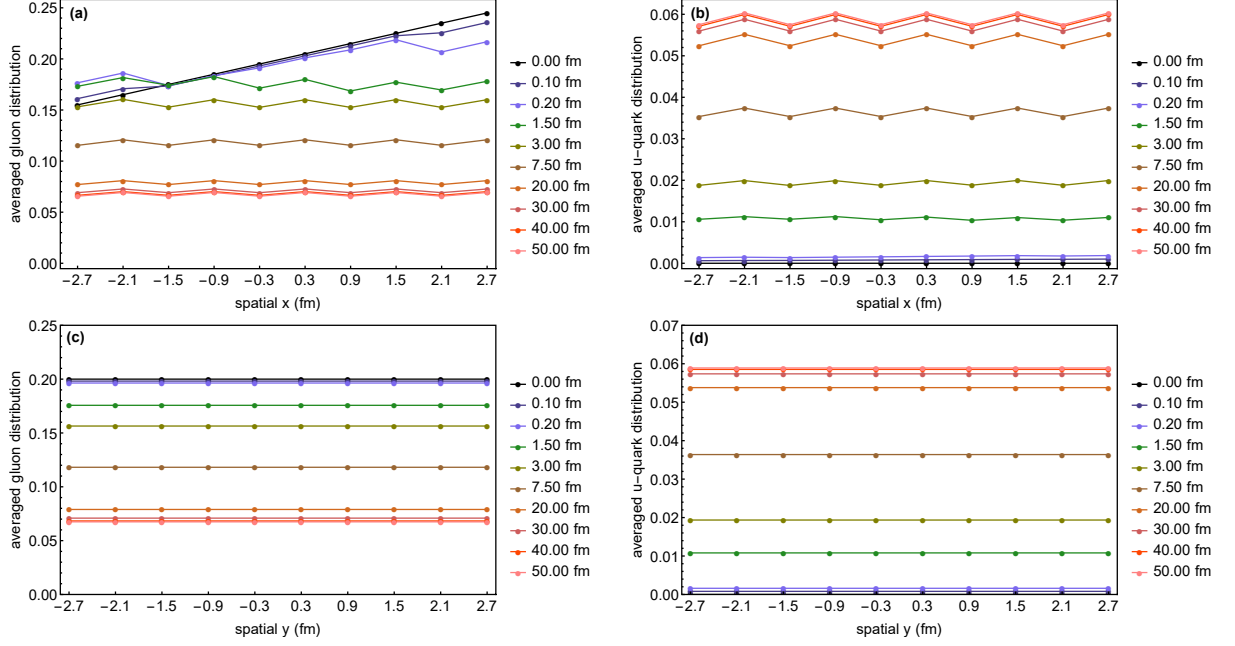 (a)
averaged gluon distribution
0.25
0.20
0.15
0.10
0.05
0.00
−2.7 −2.1 −1.5 −0.9 −0.3 0.3 0.9 1.5 2.1 2.7
spatial x (fm)
0.00 fm
0.10 fm
0.20 fm
1.50 fm
3.00 fm
7.50 fm
20.00 fm
30.00 fm
40.00 fm
50.00 fm
(b)
averaged u−quark distribution
0.06
0.05
0.04
0.03
0.02
0.01
0.00
−2.7 −2.1 −1.5 −0.9 −0.3 0.3 0.9 1.5 2.1 2.7
spatial x (fm)
0.00 fm
0.10 fm
0.20 fm
1.50 fm
3.00 fm
7.50 fm
20.00 fm
30.00 fm
40.00 fm
50.00 fm
(c)
averaged gluon distribution
0.25
0.20
0.15
0.10
0.05
0.00
−2.7 −2.1 −1.5 −0.9 −0.3 0.3 0.9 1.5 2.1 2.7
spatial y (fm)
0.00 fm
0.10 fm
0.20 fm
1.50 fm
3.00 fm
7.50 fm
20.00 fm
30.00 fm
40.00 fm
50.00 fm
(d)
averaged u−quark distribution
0.07
0.06
0.05
0.04
0.03
0.02
0.01
0.00
−2.7 −2.1 −1.5 −0.9 −0.3 0.3 0.9 1.5 2.1 2.7
spatial y (fm)
0.00 fm
0.10 fm
0.20 fm
1.50 fm
3.00 fm
7.50 fm
20.00 fm
30.00 fm
40.00 fm
50.00 fm